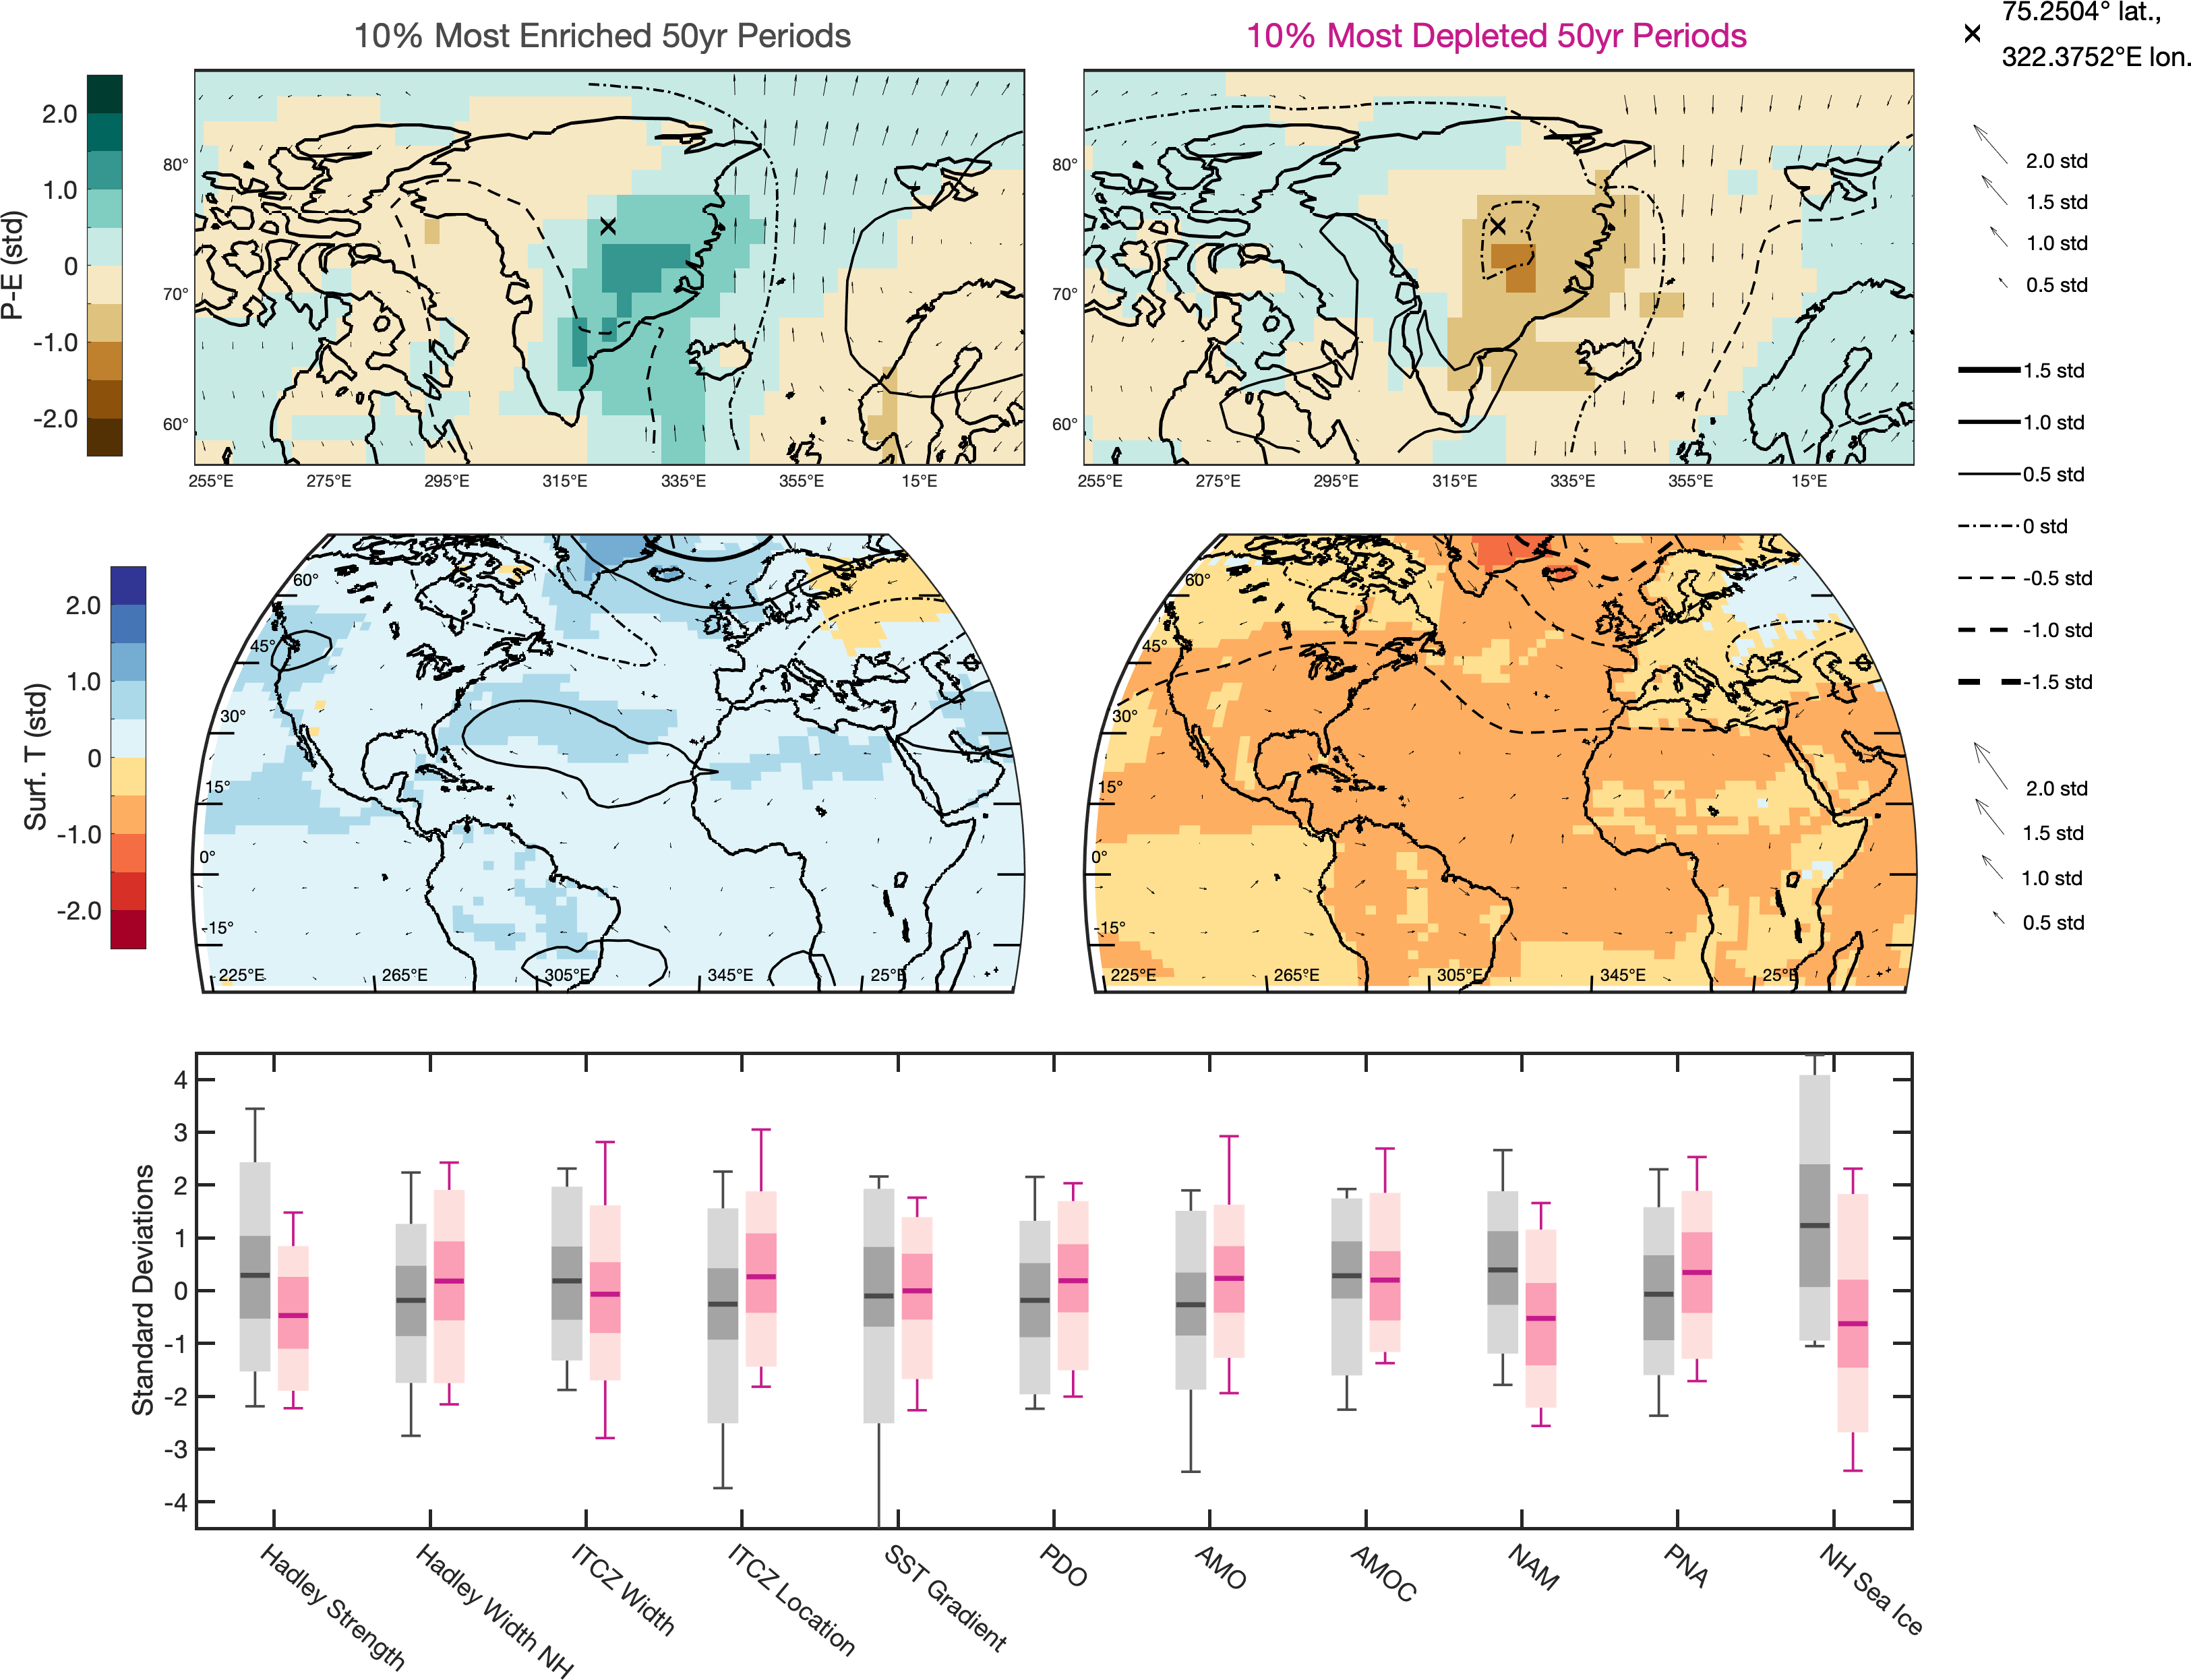 10% Most Enriched 50yr Periods
10% Most Depleted 50yr Periods
75.2504° lat.,
322.3752°E lon.
P-E (std)
2.0
1.0
0
-1.0
-2.0
80°
70°
60°
255°E 275°E 295°E 315°E 335°E 355°E 15°E
80°
70°
60°
255°E 275°E 295°E 315°E 335°E 355°E 15°E
2.0 std
1.5 std
1.0 std
0.5 std
1.5 std
1.0 std
0.5 std
0 std
-0.5 std
-1.0 std
-1.5 std
Surf. T (std)
2.0
1.0
0
-1.0
-2.0
60°
45°
30°
15°
0°
-15°
225°E 265°E 305°E 345°E 25°E
60°
45°
30°
15°
0°
-15°
225°E 265°E 305°E 345°E 25°E
2.0 std
1.5 std
1.0 std
0.5 std
Standard Deviations
4
3
2
1
0
-1
-2
-3
-4
Hadley Strength
Hadley Width NH
ITCZ Width
ITCZ Location
SST Gradient
PDO
AMO
AMOC
NAM
PNA
NH Sea Ice